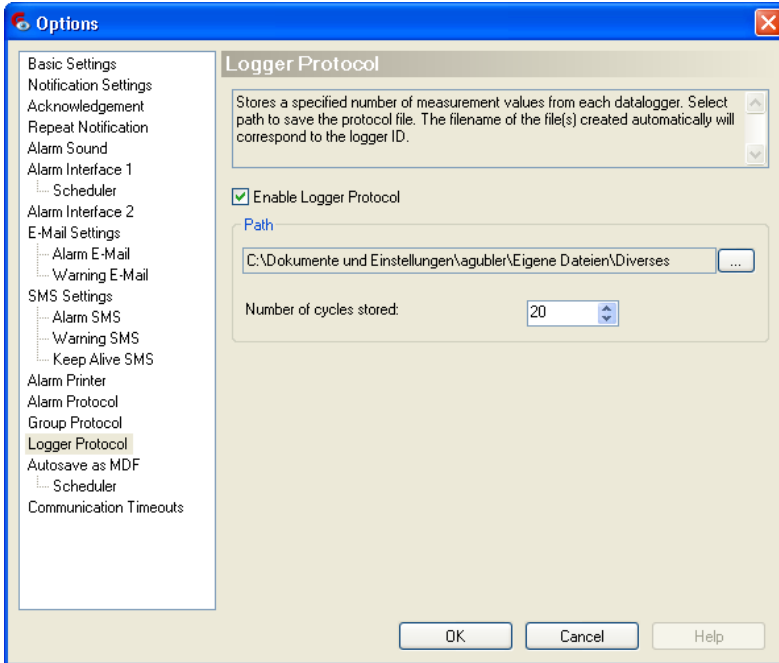 Options
Basic Settings
Notification Settings
Acknowledgement
Repeat Notification
Alarm Sound
Alarm Interface 1
Scheduler
Alarm Interface 2
E-Mail Settings
Alarm E-Mail
Warning E-Mail
SMS Settings
Alarm SMS
Warning SMS
Keep Alive SMS
Alarm Printer
Alarm Protocol
Group Protocol
Logger Protocol
Autosave as MDF
Scheduler
Communication Timeouts
Logger Protocol
Stores a specified number of measurement values from each datalogger. Select
path to save the protocol file. The filename of the file(s) created automatically will
correspond to the logger ID.
Enable Logger Protocol
Path
C:\Dokumente und Einstellungen\agubler\Eigene Dateien\Diverses
...
Number of cycles stored:
20
OK
Cancel
Help